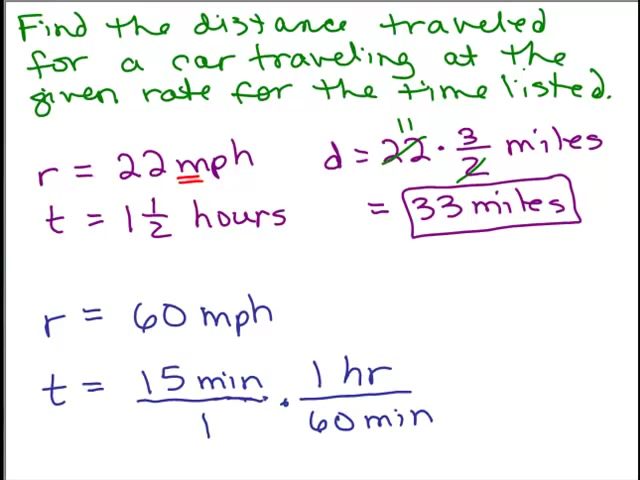 Find the distance traveled
for a car traveling at the
given rate for the time listed.
r = 22 mph
t = 1 1/2 hours
11
d = 22 · 3/2 miles
= 33 miles
r = 60 mph
t = 15 min/1 · 1 hr/60 min